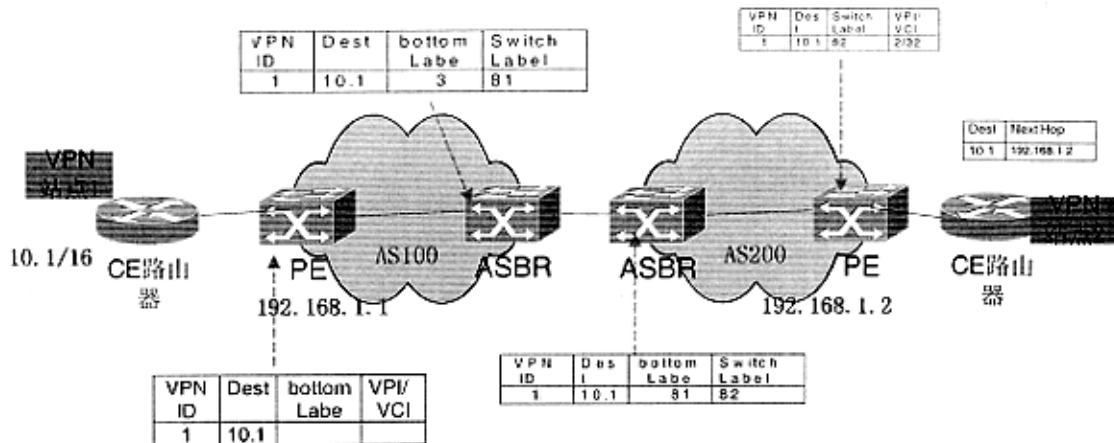 VPN ID Dest bottom Labe Switch Label
1 10.1 3 81
VPN ID Des t Switch Label VPI/ VCI
1 10.1 82 2/32
Dest Next Hop
10.1 192.168.1.2
VPN
VPN
10.1/16
CE路由器
PE
192.168.1.1
AS100
ASBR
ASBR
AS200
PE
192.168.1.2
CE路由器
VPN ID Des t bottom Labe Switch Label
1 10.1 81 82
VPN ID Dest bottom Labe VPI/ VCI
1 10.1